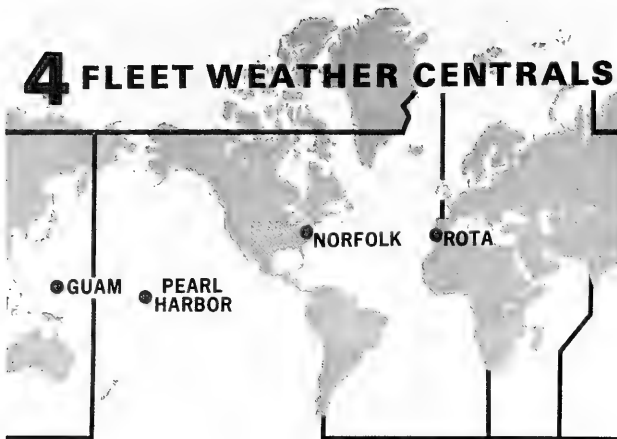 4 FLEET WEATHER CENTRALS
NORFOLK
ROTA
GUAM
PEARL
HARBOR